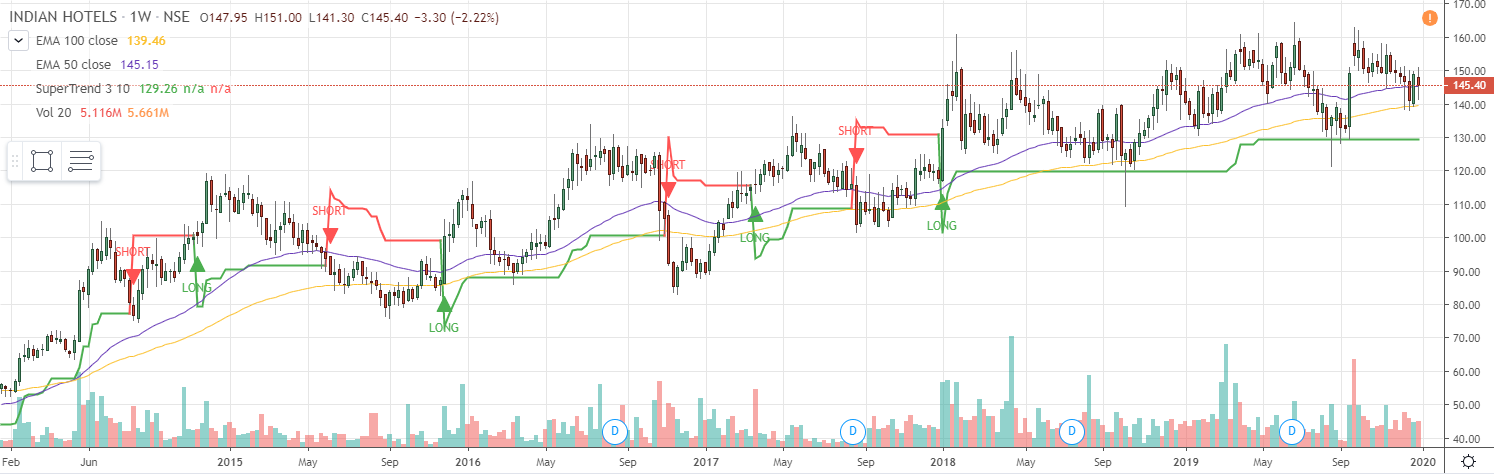 INDIAN HOTELS · 1W · NSE O147.95 H151.00 L141.30 C145.40 −3.30 (−2.22%)
EMA 100 close 139.46
EMA 50 close 145.15
SuperTrend 3 10 129.26 n/a n/a
Vol 20 5.116M 5.661M
170.00
160.00
150.00
145.40
140.00
130.00
120.00
110.00
100.00
90.00
80.00
70.00
60.00
50.00
40.00
SHORT
LONG
SHORT
LONG
SHORT
LONG
SHORT
LONG
D
D
D
D
Feb Jun 2015 May Sep 2016 May Sep 2017 May Sep 2018 May Sep 2019 May Sep 2020